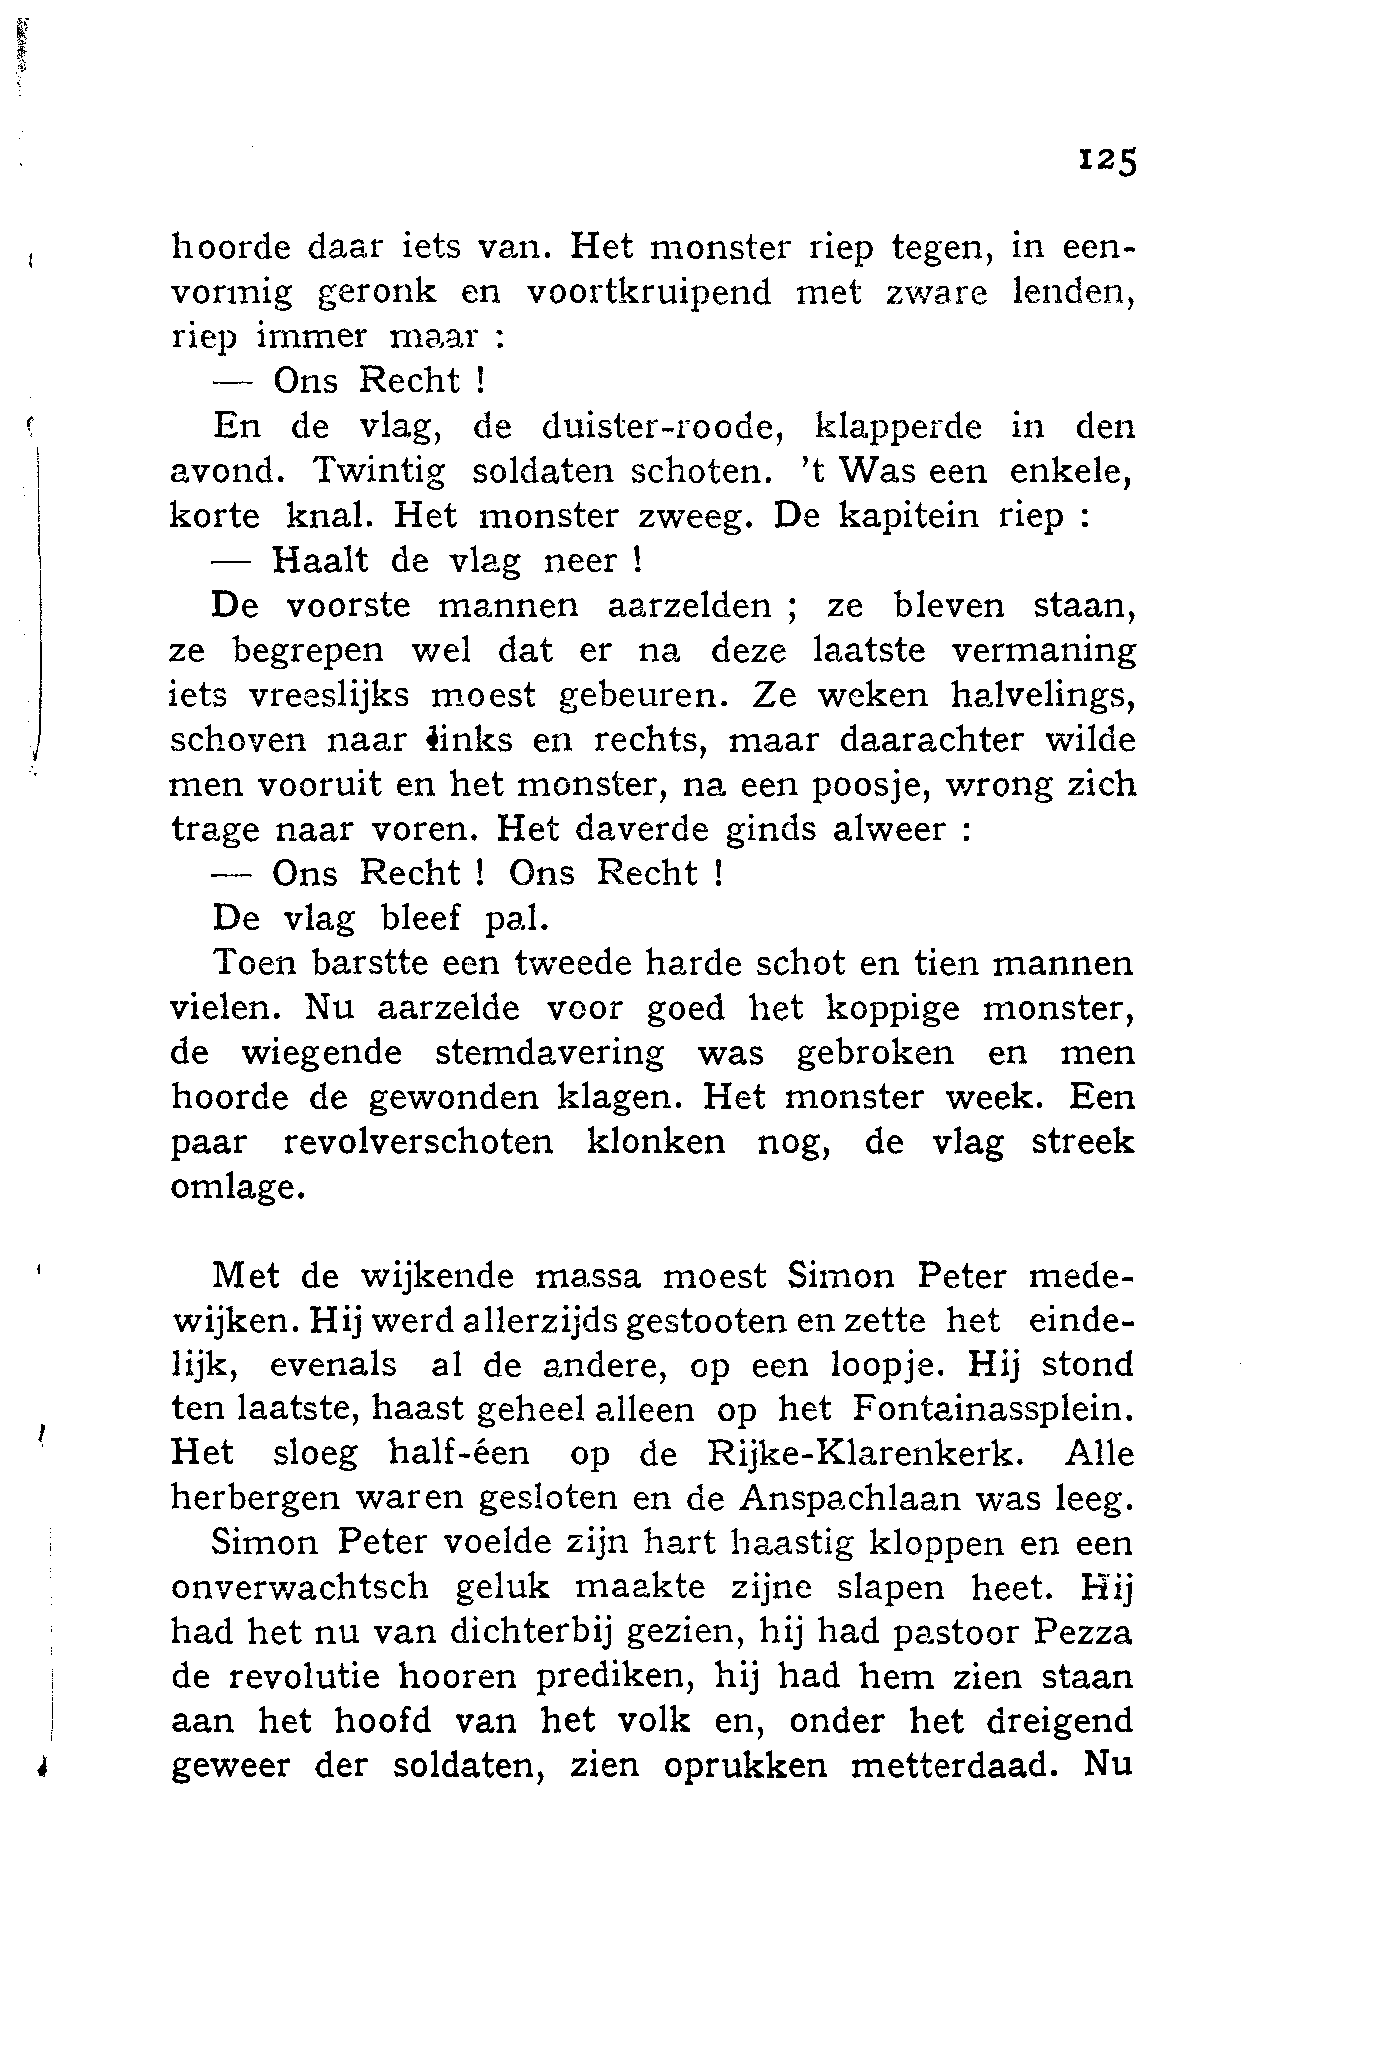 125
hoorde daar iets van. Het monster riep tegen, in een-
vormig geronk en voortkruipend met zware lenden,
riep immer maar :
— Ons Recht !
En de vlag, de duister-roode, klapperde in den
avond. Twintig soldaten schoten. 't Was een enkele,
korte knal. Het monster zweeg. De kapitein riep :
— Haalt de vlag neer !
De voorste mannen aarzelden ; ze bleven staan,
ze begrepen wel dat er na deze laatste vermaning
iets vreeslijks moest gebeuren. Ze weken halvelings,
schoven naar links en rechts, maar daarachter wilde
men vooruit en het monster, na een poosje, wrong zich
trage naar voren. Het daverde ginds alweer :
— Ons Recht ! Ons Recht !
De vlag bleef pal.
Toen barstte een tweede harde schot en tien mannen
vielen. Nu aarzelde voor goed het koppige monster,
de wiegende stemdavering was gebroken en men
hoorde de gewonden klagen. Het monster week. Een
paar revolverschoten klonken nog, de vlag streek
omlage.
Met de wijkende massa moest Simon Peter mede-
wijken. Hij werd allerzijds gestooten en zette het einde-
lijk, evenals al de andere, op een loopje. Hij stond
ten laatste, haast geheel alleen op het Fontainassplein.
Het sloeg half-éen op de Rijke-Klarenkerk. Alle
herbergen waren gesloten en de Anspachlaan was leeg.
Simon Peter voelde zijn hart haastig kloppen en een
onverwachtsch geluk maakte zijne slapen heet. Hij
had het nu van dichterbij gezien, hij had pastoor Pezza
de revolutie hooren prediken, hij had hem zien staan
aan het hoofd van het volk en, onder het dreigend
geweer der soldaten, zien oprukken metterdaad. Nu